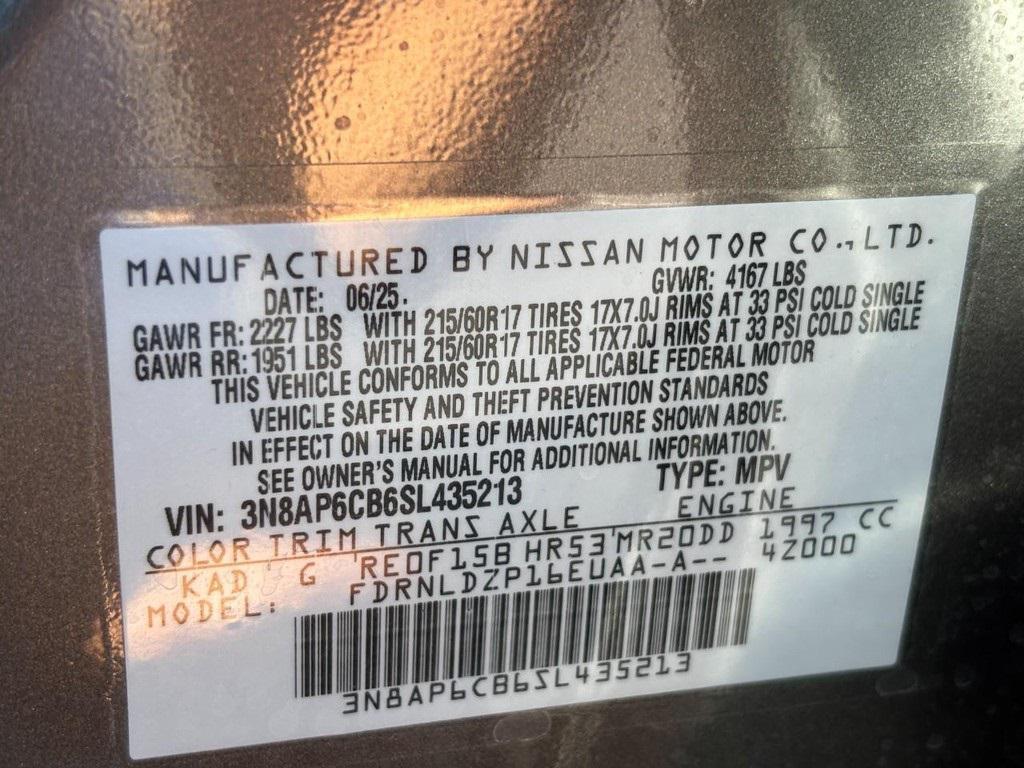 MANUFACTURED BY NISSAN MOTOR CO., LTD.
DATE: 06/25. GVWR: 4167 LBS
GAWR FR: 2227 LBS WITH 215/60R17 TIRES 17X7.0J RIMS AT 33 PSI COLD SINGLE
GAWR RR: 1951 LBS WITH 215/60R17 TIRES 17X7.0J RIMS AT 33 PSI COLD SINGLE
THIS VEHICLE CONFORMS TO ALL APPLICABLE FEDERAL MOTOR
VEHICLE SAFETY AND THEFT PREVENTION STANDARDS
IN EFFECT ON THE DATE OF MANUFACTURE SHOWN ABOVE.
SEE OWNER'S MANUAL FOR ADDITIONAL INFORMATION.
VIN: 3N8AP6CB6SL435213 TYPE: MPV
COLOR TRIM TRANS AXLE ENGINE
KAD G RE0F15B HR53 MR20DD 1997 CC
MODEL: FDRNLDZP16EUAA-A-- 4Z000
3N8AP6CB6SL435213